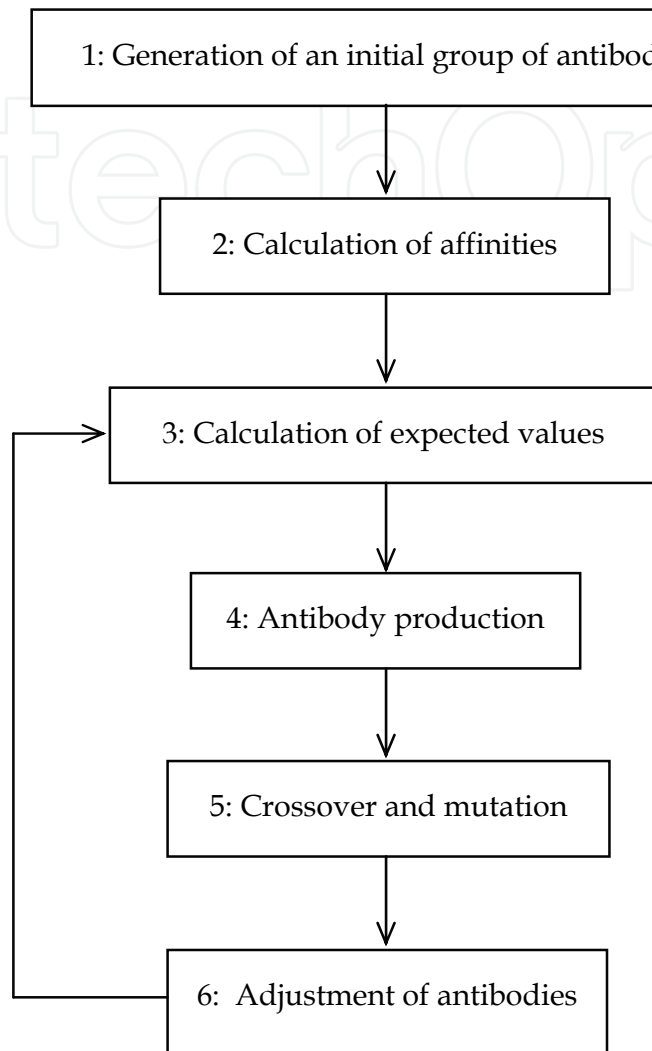 1: Generation of an initial group of antibod
techOp
2: Calculation of affinities
3: Calculation of expected values
4: Antibody production
5: Crossover and mutation
6: Adjustment of antibodies